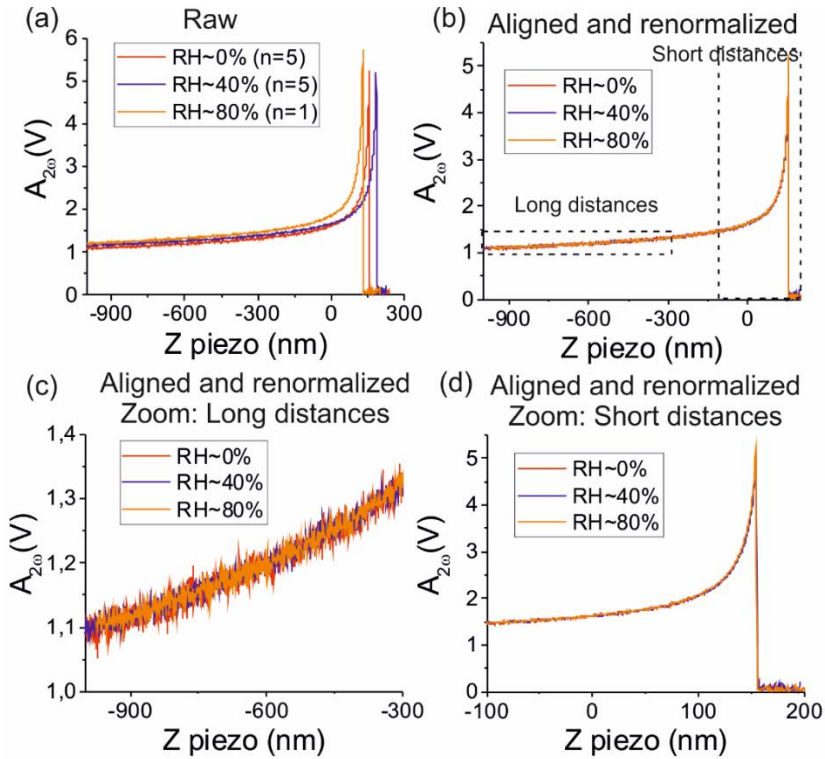 (a)
Raw
RH~0% (n=5)
RH~40% (n=5)
RH~80% (n=1)
A2ω(V)
6
5
4
3
2
1
0
-900 -600 -300 0 300
Z piezo (nm)
(b)
Aligned and renormalized
Short distances
RH~0%
RH~40%
RH~80%
Long distances
A2ω(V)
5
4
3
2
1
0
-900 -600 -300 0
Z piezo (nm)
(c)
Aligned and renormalized
Zoom: Long distances
RH~0%
RH~40%
RH~80%
A2ω(V)
1,4
1,3
1,2
1,1
1,0
-900 -600 -300
Z piezo (nm)
(d)
Aligned and renormalized
Zoom: Short distances
RH~0%
RH~40%
RH~80%
A2ω(V)
5
4
3
2
1
0
-100 0 100 200
Z piezo (nm)